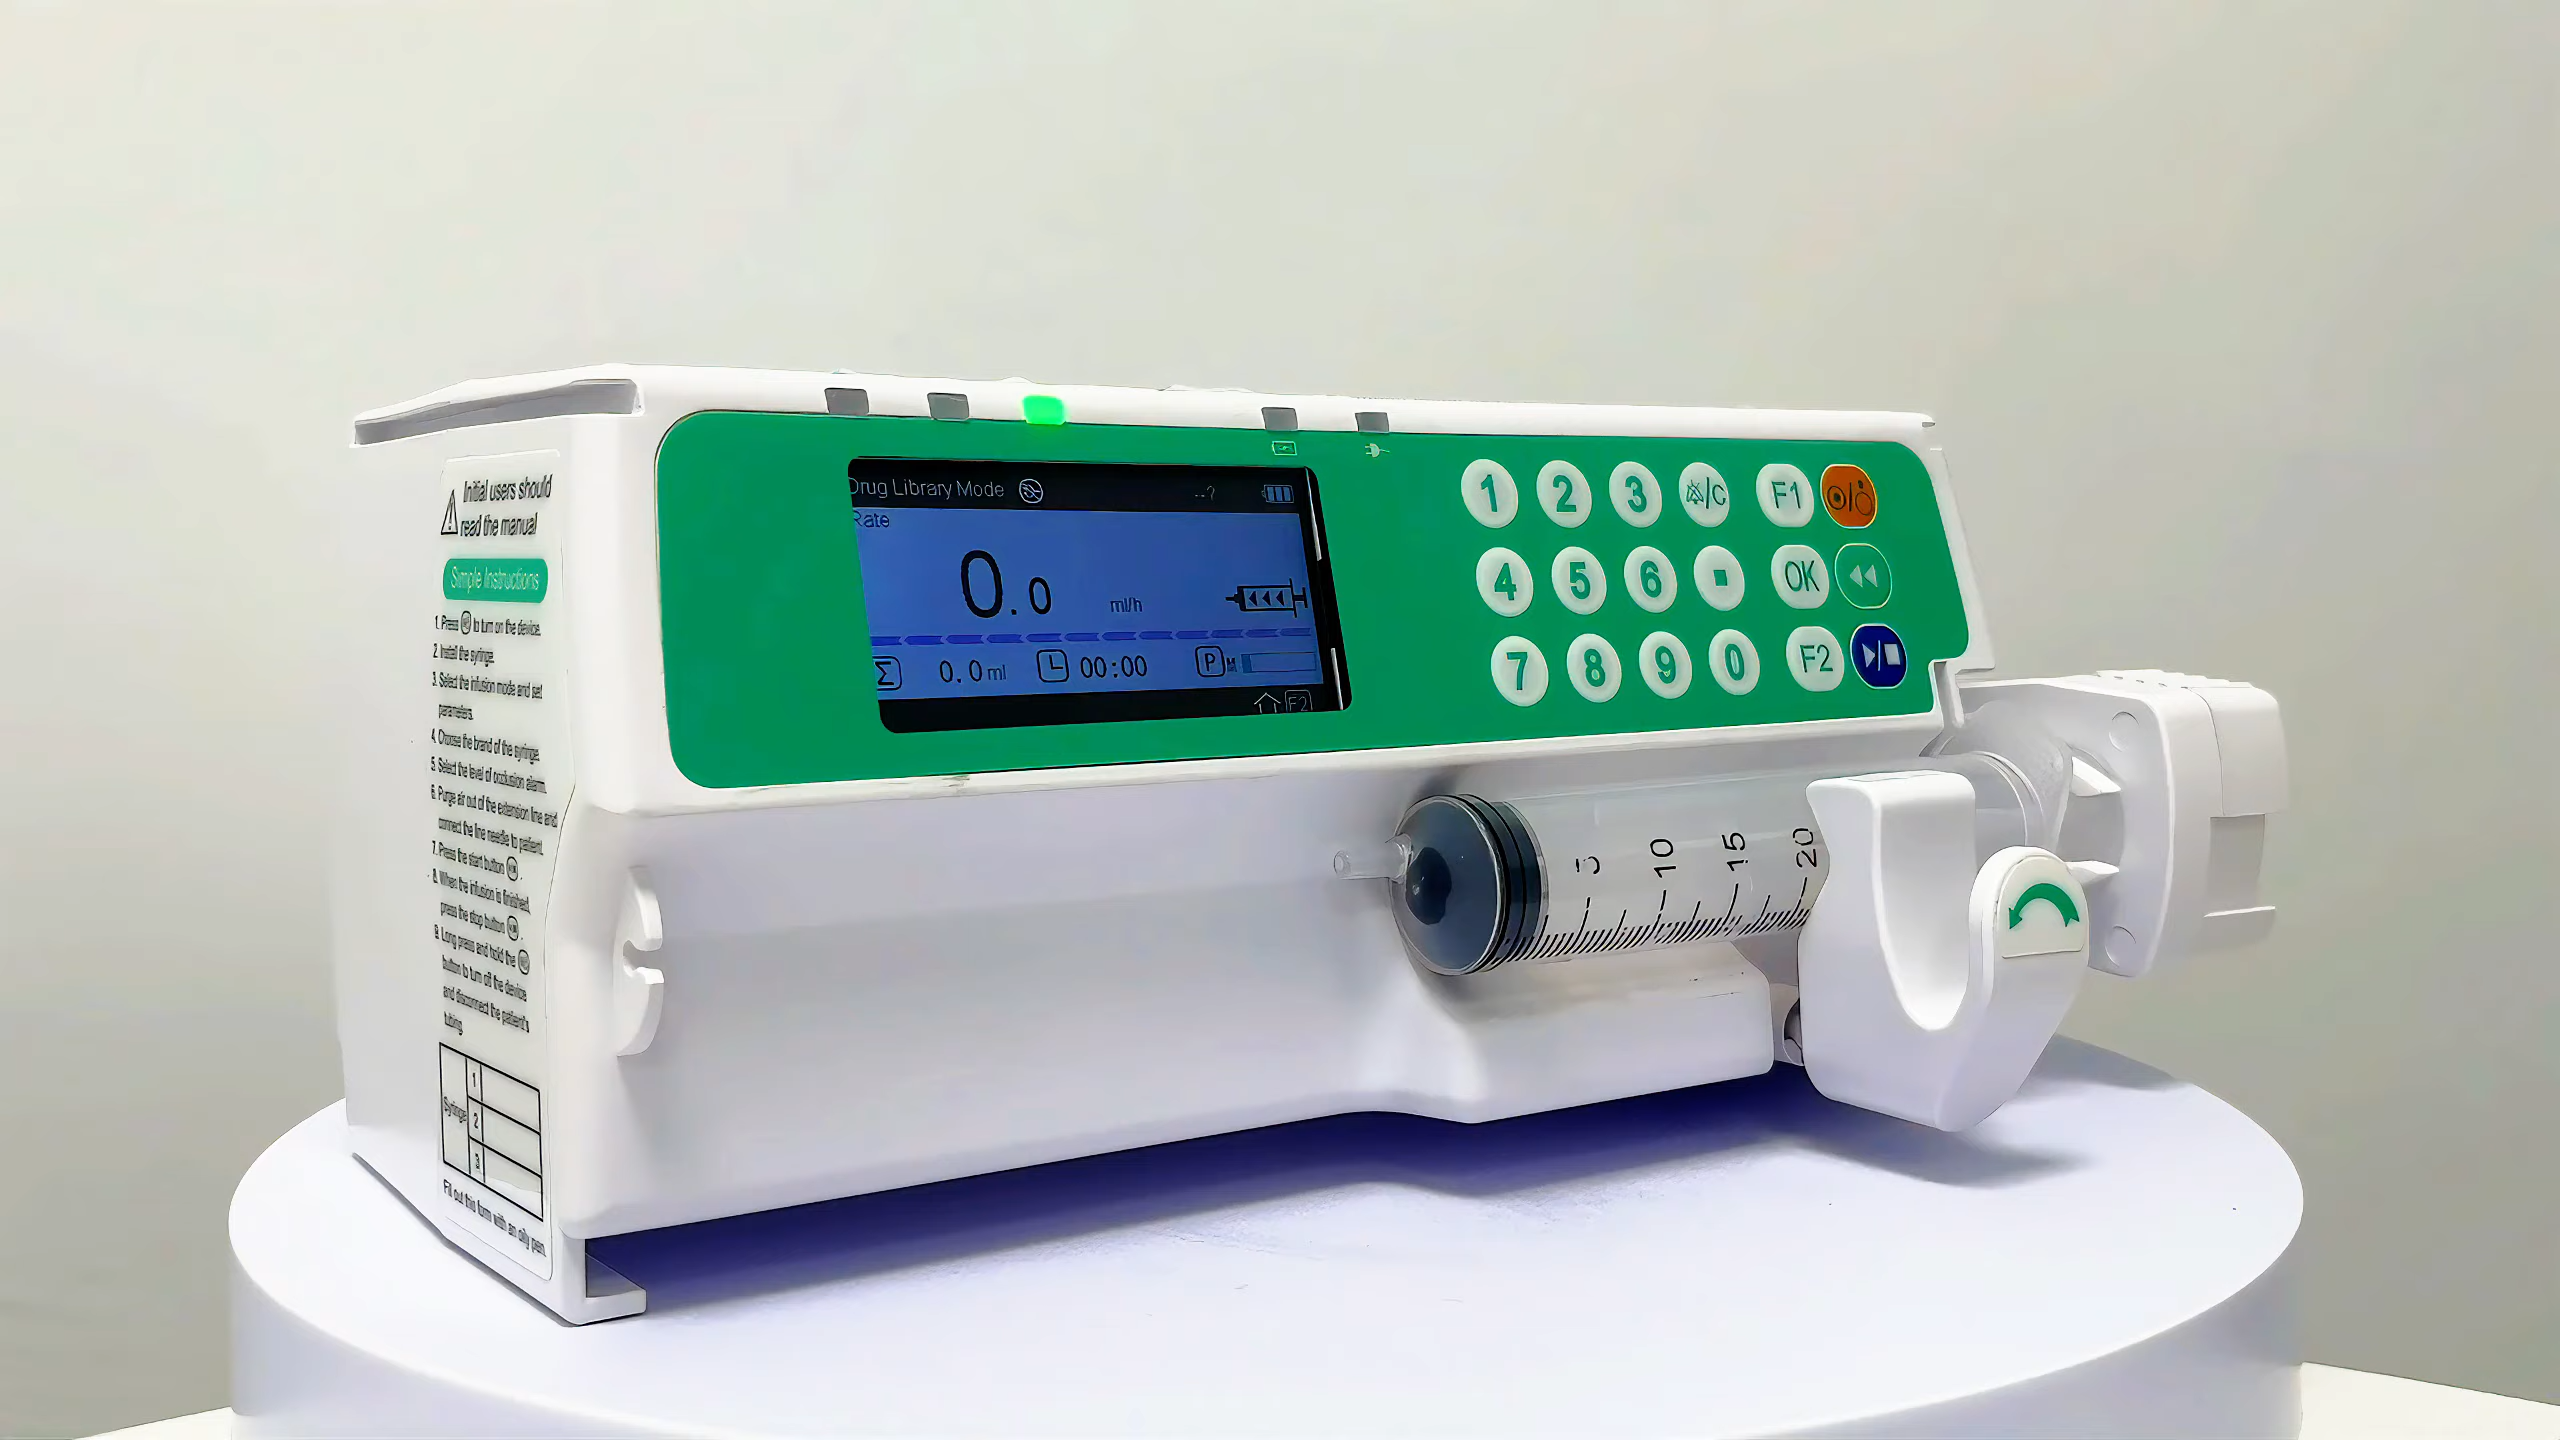 Initial users should
read the manual
Simple Instructions
1. Press to turn on the device.
2. Install the syringe.
3. Select the infusion mode and set
parameters.
4. Choose the brand of the syringe.
5. Select the level of occlusion alarm.
6. Purge air out of the extension line and
connect the line needle to patient.
7. Press the start button .
8. When the infusion is finished,
press the stop button .
9. Long press and hold the
button to turn off the device
and disconnect the patient's
tubing.
Syringe
1
2
3
Fill out this form with an oily pen.
Drug Library Mode --?
Rate
0.0 ml/h
Σ 0.0 ml 00:00 P M
F2
1 2 3 /C F1
4 5 6 OK
7 8 9 0 F2
5 10 15 20